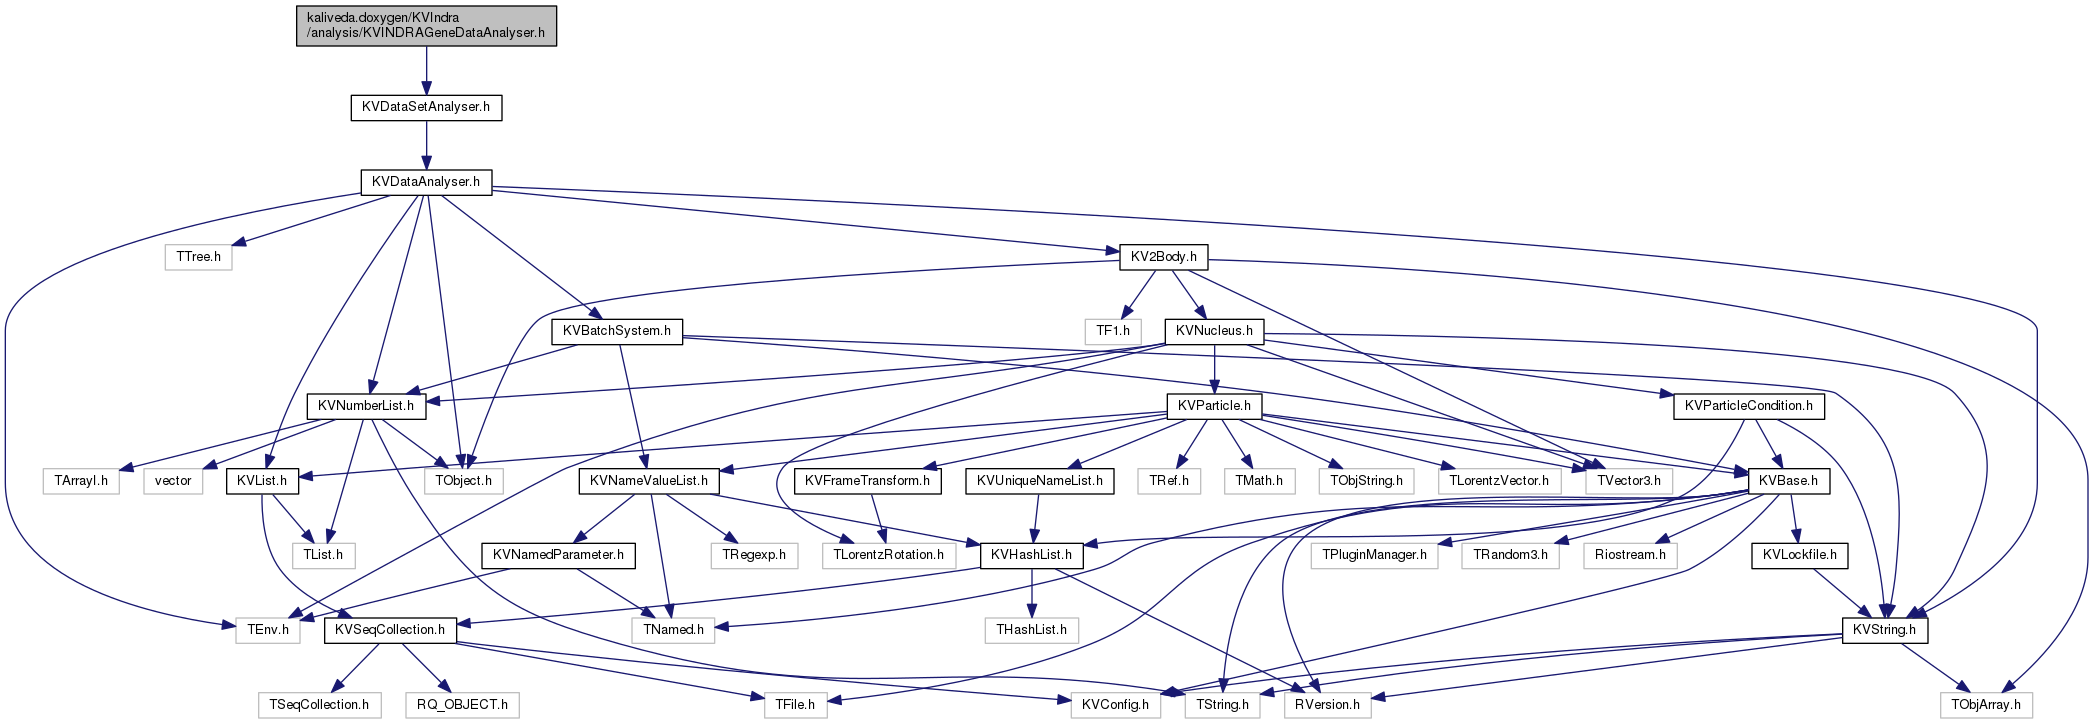 kaliveda.doxygen/KVIndra
/analysis/KVINDRAGeneDataAnalyser.h
KVDataSetAnalyser.h
KVDataAnalyser.h
TTree.h
KV2Body.h
KVBatchSystem.h
TF1.h
KVNucleus.h
KVNumberList.h
KVParticle.h
KVParticleCondition.h
TArrayI.h
vector
KVList.h
TObject.h
KVNameValueList.h
KVFrameTransform.h
KVUniqueNameList.h
TRef.h
TMath.h
TObjString.h
TLorentzVector.h
TVector3.h
KVBase.h
TList.h
KVNamedParameter.h
TRegexp.h
TLorentzRotation.h
KVHashList.h
TPluginManager.h
TRandom3.h
Riostream.h
KVLockfile.h
TEnv.h
KVSeqCollection.h
TNamed.h
THashList.h
KVString.h
TSeqCollection.h
RQ_OBJECT.h
TFile.h
KVConfig.h
TString.h
RVersion.h
TObjArray.h